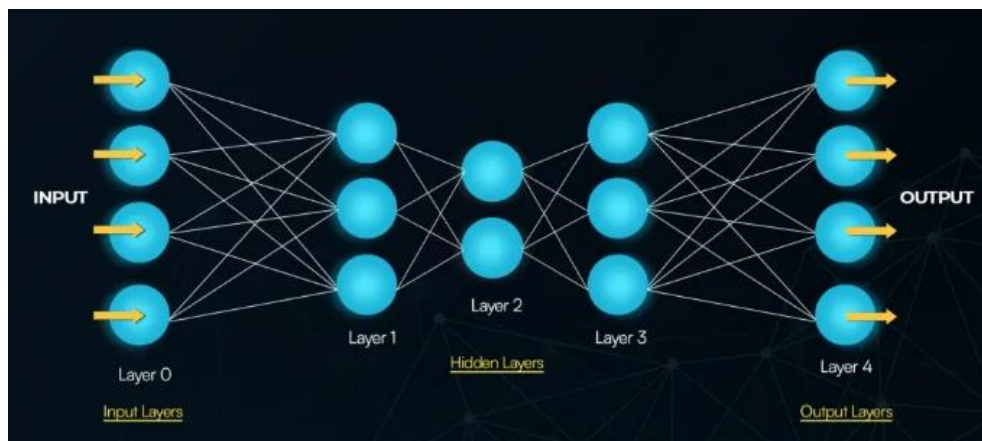 INPUT
OUTPUT
Layer 0
Layer 1
Layer 2
Layer 3
Layer 4
Input Layers
Hidden Layers
Output Layers